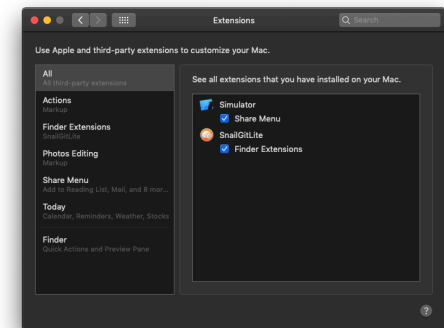 Extensions
Search
Use Apple and third-party extensions to customize your Mac.
All
All third-party extensions
Actions
Markup
Finder Extensions
SnailGitLite
Photos Editing
Markup
Share Menu
Add to Reading List, Mail, and 8 mor...
Today
Calendar, Reminders, Weather, Stocks
Finder
Quick Actions and Preview Pane
See all extensions that you have installed on your Mac.
Simulator
Share Menu
SnailGitLite
Finder Extensions
?